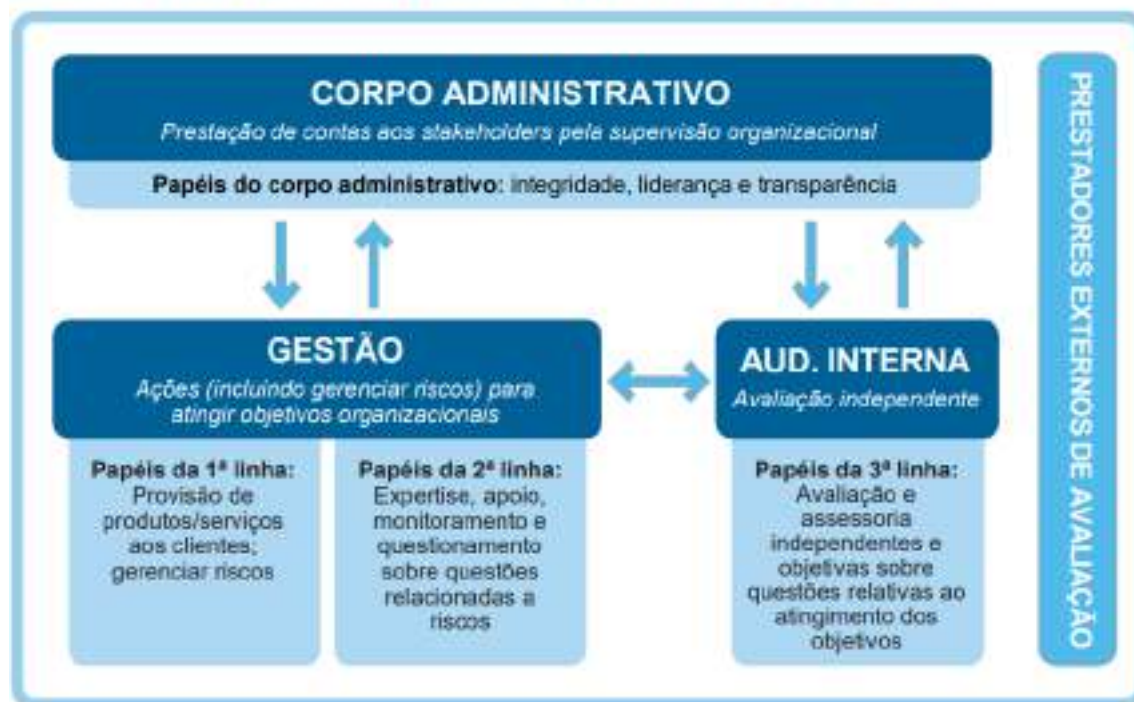 CORPO ADMINISTRATIVO
Prestação de contas aos stakeholders pela supervisão organizacional
Papéis do corpo administrativo: integridade, liderança e transparência
GESTÃO
Ações (incluindo gerenciar riscos) para
atingir objetivos organizacionais
Papéis da 1ª linha:
Provisão de
produtos/serviços
aos clientes;
gerenciar riscos
Papéis da 2ª linha:
Expertise, apoio,
monitoramento e
questionamento
sobre questões
relacionadas a
riscos
AUD. INTERNA
Avaliação independente
Papéis da 3ª linha:
Avaliação e
assessoria
independentes e
objetivas sobre
questões relativas ao
atingimento dos
objetivos
PRESTADORES EXTERNOS DE AVALIAÇÃO